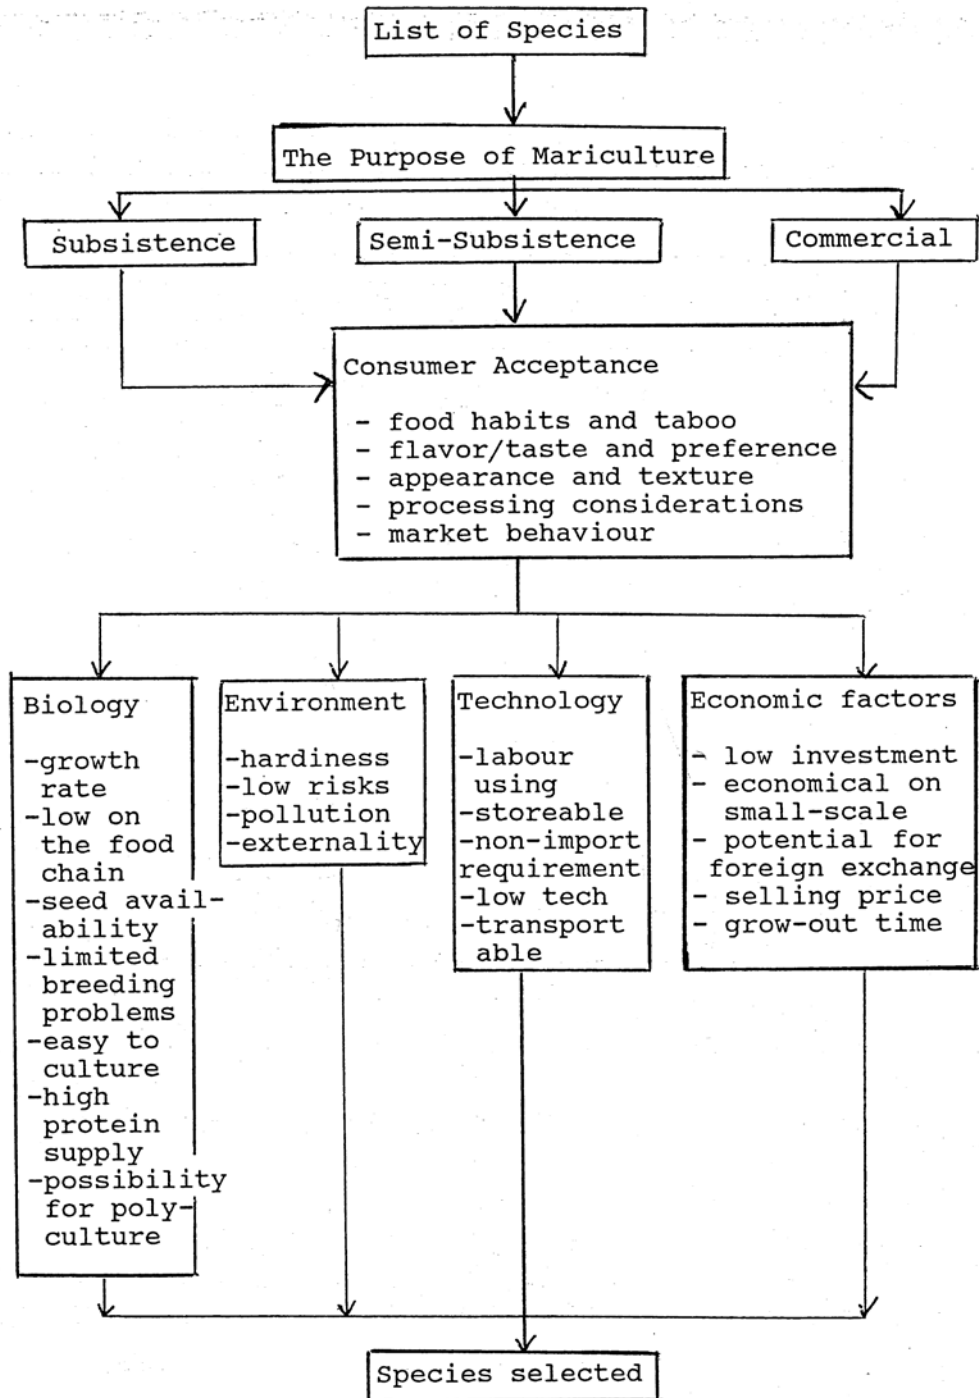 List of Species
The Purpose of Mariculture
Subsistence
Semi-Subsistence
Commercial
Consumer Acceptance
- food habits and taboo
- flavor/taste and preference
- appearance and texture
- processing considerations
- market behaviour
Biology
-growth
rate
-low on
the food
chain
-seed avail-
ability
-limited
breeding
problems
-easy to
culture
-high
protein
supply
-possibility
for poly-
culture
Environment
-hardiness
-low risks
-pollution
-externality
Technology
-labour
using
-storeable
-non-import
requirement
-low tech
-transport
able
Economic factors
- low investment
- economical on
small-scale
- potential for
foreign exchange
- selling price
- grow-out time
Species selected